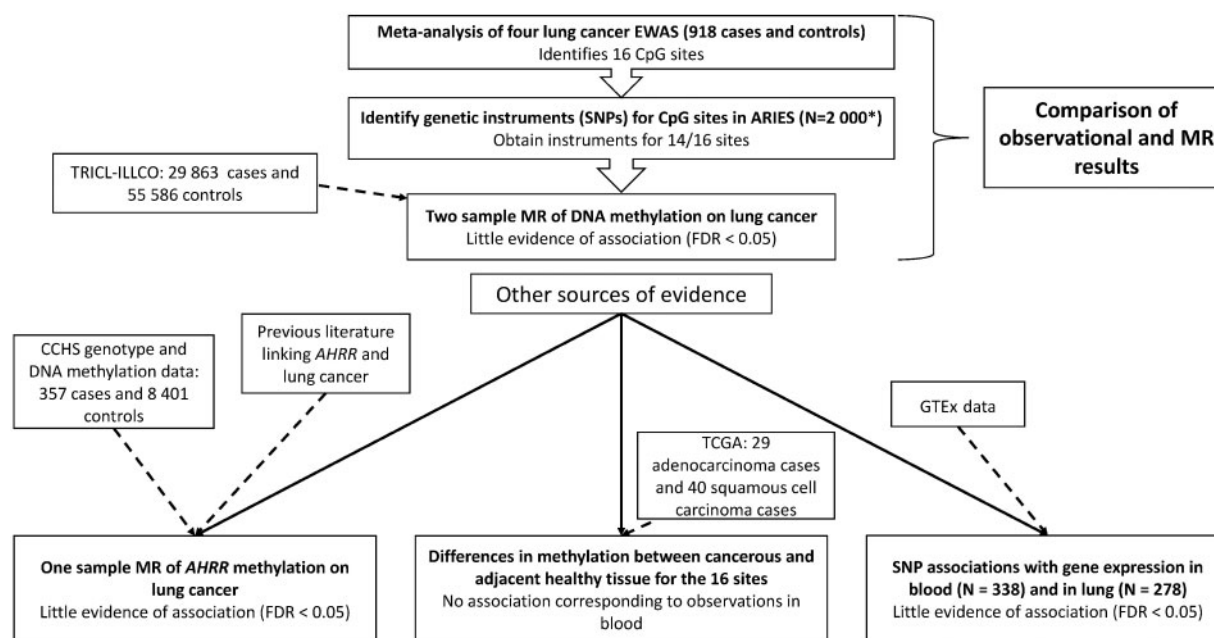 Meta-analysis of four lung cancer EWAS (918 cases and controls)
Identifies 16 CpG sites
Identify genetic instruments (SNPs) for CpG sites in ARIES (N=2 000*)
Obtain instruments for 14/16 sites
Comparison of
observational and MR
results
TRICL-ILLCO: 29 863 cases and
55 586 controls
Two sample MR of DNA methylation on lung cancer
Little evidence of association (FDR < 0.05)
Other sources of evidence
CCHS genotype and
DNA methylation data:
357 cases and 8 401
controls
Previous literature
linking AHRR and
lung cancer
GTEx data
TCGA: 29
adenocarcinoma cases
and 40 squamous cell
carcinoma cases
One sample MR of AHRR methylation on
lung cancer
Little evidence of association (FDR < 0.05)
Differences in methylation between cancerous and
adjacent healthy tissue for the 16 sites
No association corresponding to observations in
blood
SNP associations with gene expression in
blood (N = 338) and in lung (N = 278)
Little evidence of association (FDR < 0.05)